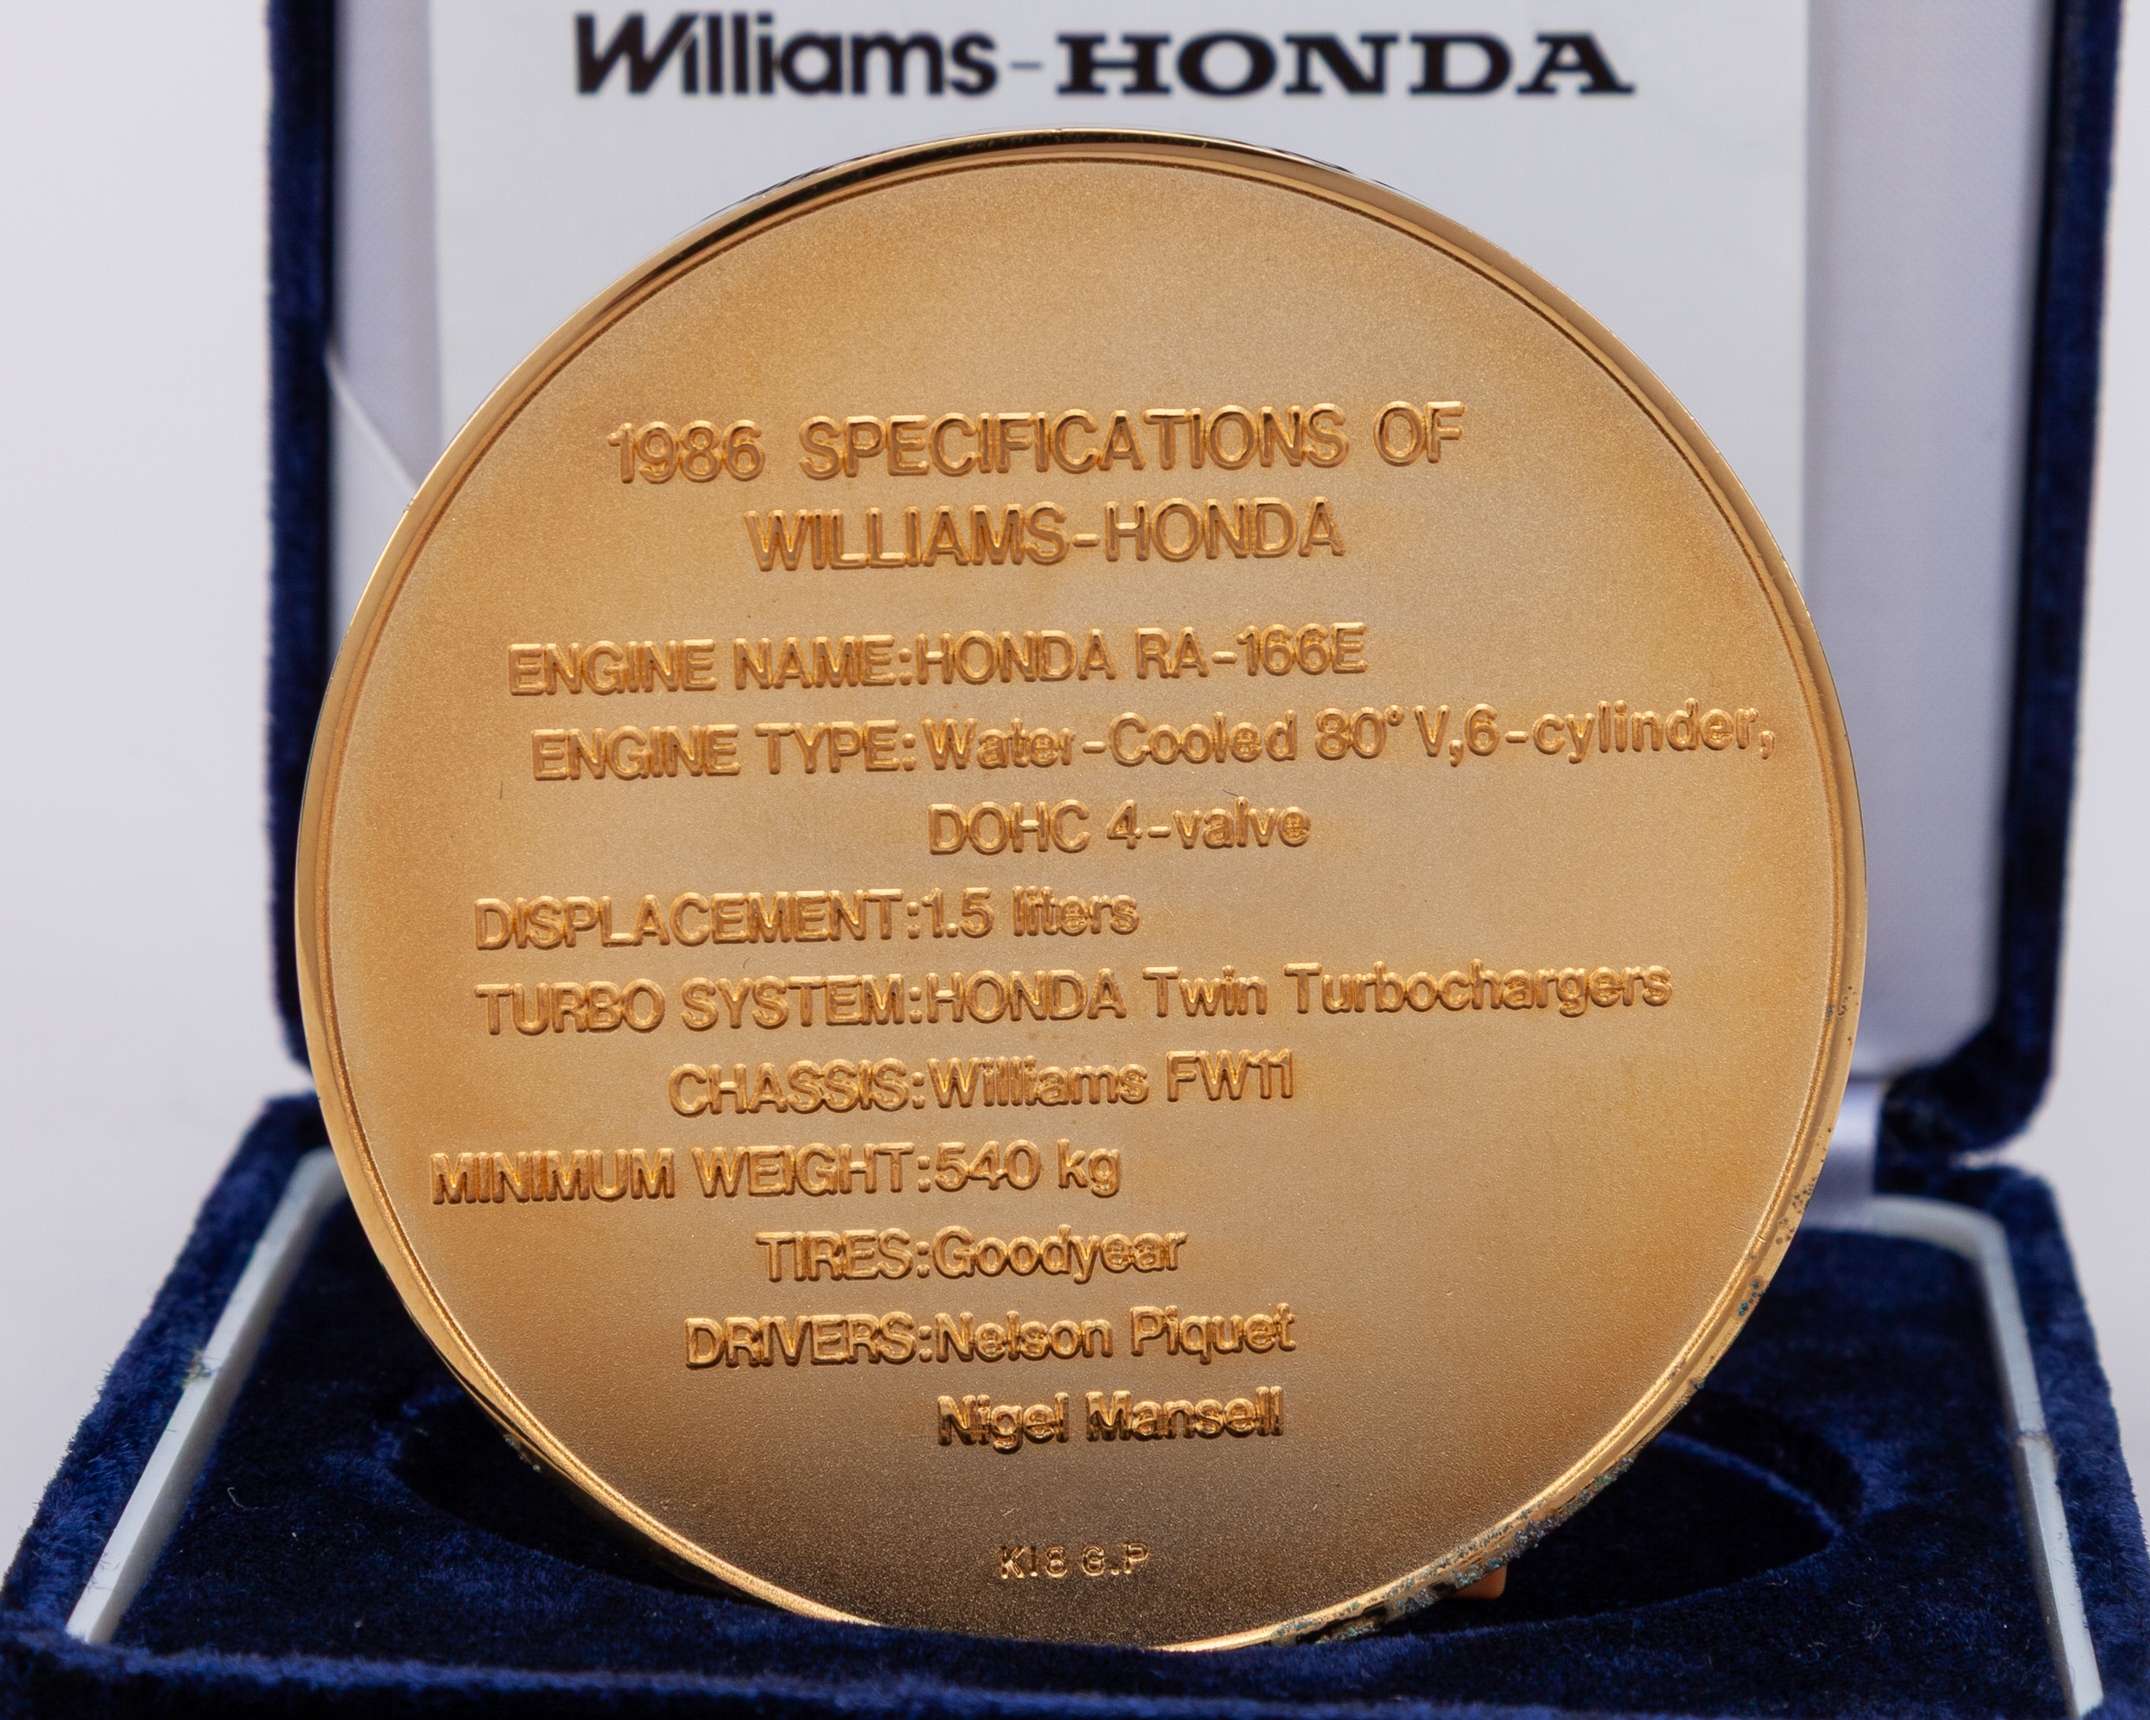 Williams-HONDA
1986 SPECIFICATIONS OF
WILLIAMS-HONDA
ENGINE NAME:HONDA RA-166E
ENGINE TYPE:Water-Cooled 80° V,6-cylinder,
DOHC 4-valve
DISPLACEMENT:1.5 liters
TURBO SYSTEM:HONDA Twin Turbochargers
CHASSIS:Williams FW11
MINIMUM WEIGHT:540 kg
TIRES:Goodyear
DRIVERS:Nelson Piquet
Nigel Mansell
K18 G.P